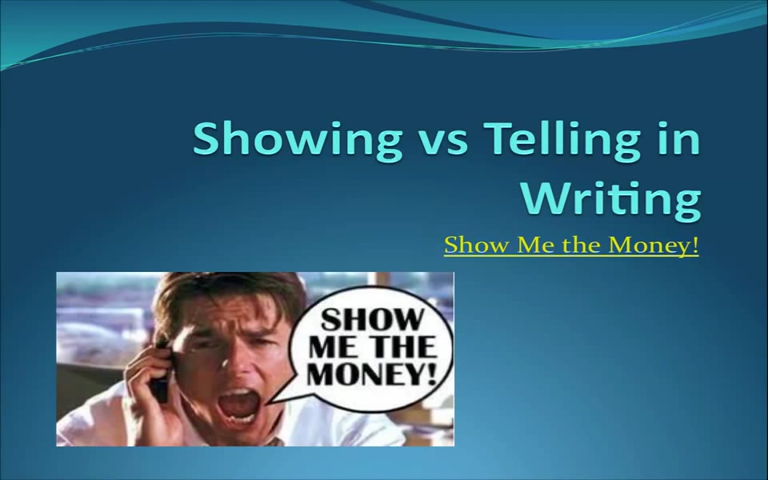 Showing vs Telling in
Writing
Show Me the Money!
SHOW
ME THE
MONEY!